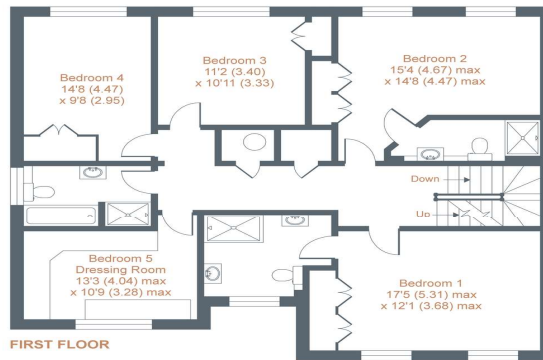 Bedroom 4
14'8 (4.47)
x 9'8 (2.95)
Bedroom 3
11'2 (3.40)
x 10'11 (3.33)
Bedroom 2
15'4 (4.67) max
x 14'8 (4.47) max
Down
Up
Bedroom 5
Dressing Room
13'3 (4.04) max
x 10'9 (3.28) max
Bedroom 1
17'5 (5.31) max
x 12'1 (3.68) max
FIRST FLOOR